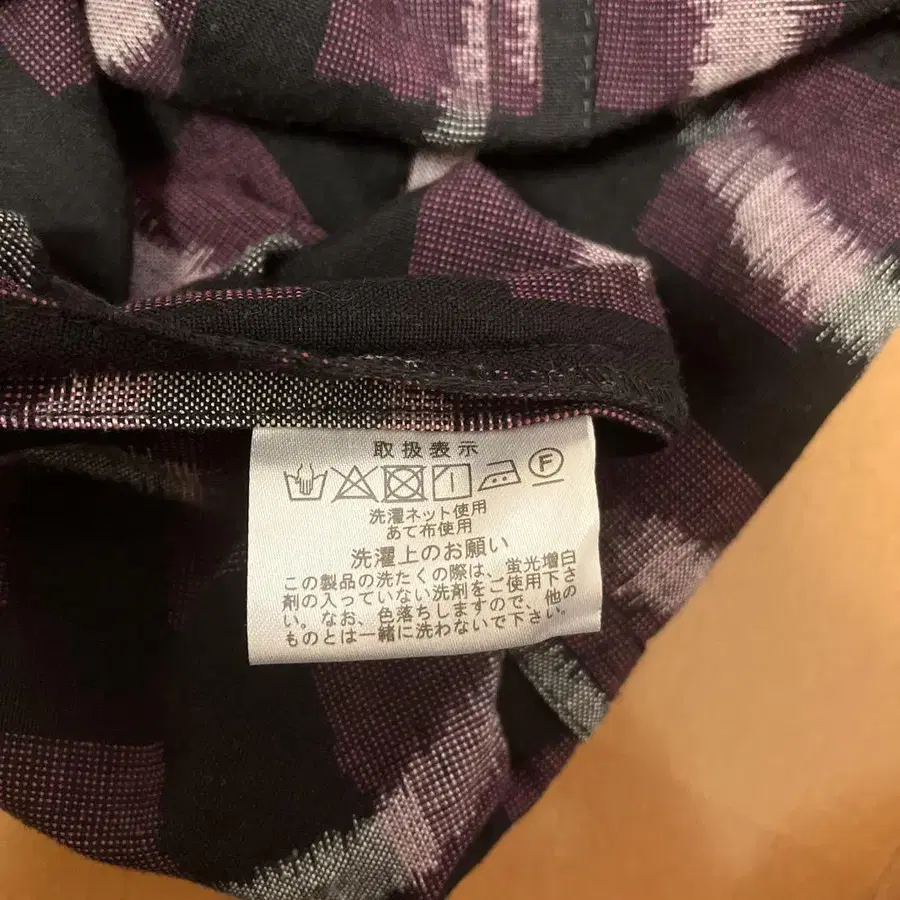 取扱表示
F
洗濯ネット使用
あて布使用
洗濯上のお願い
この製品の洗たくの際は、蛍光増白
剤の入っていない洗剤をご使用下さ
い。なお、色落ちしますので、他の
ものとは一緒に洗わないで下さい。